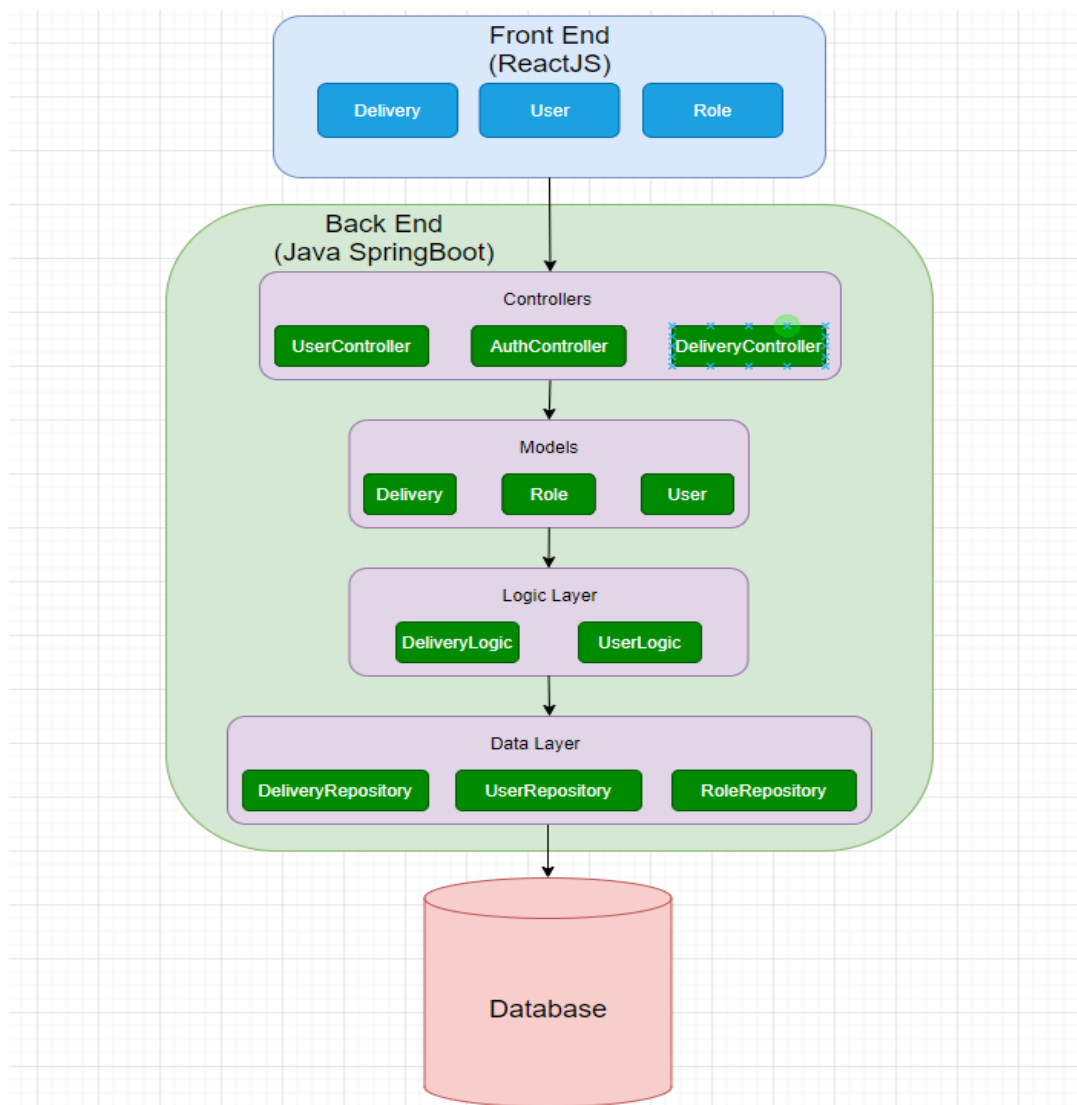 Front End
(ReactJS)
Delivery
User
Role
Back End
(Java SpringBoot)
Controllers
UserController
AuthController
DeliveryController
Models
Delivery
Role
User
Logic Layer
DeliveryLogic
UserLogic
Data Layer
DeliveryRepository
UserRepository
RoleRepository
Database